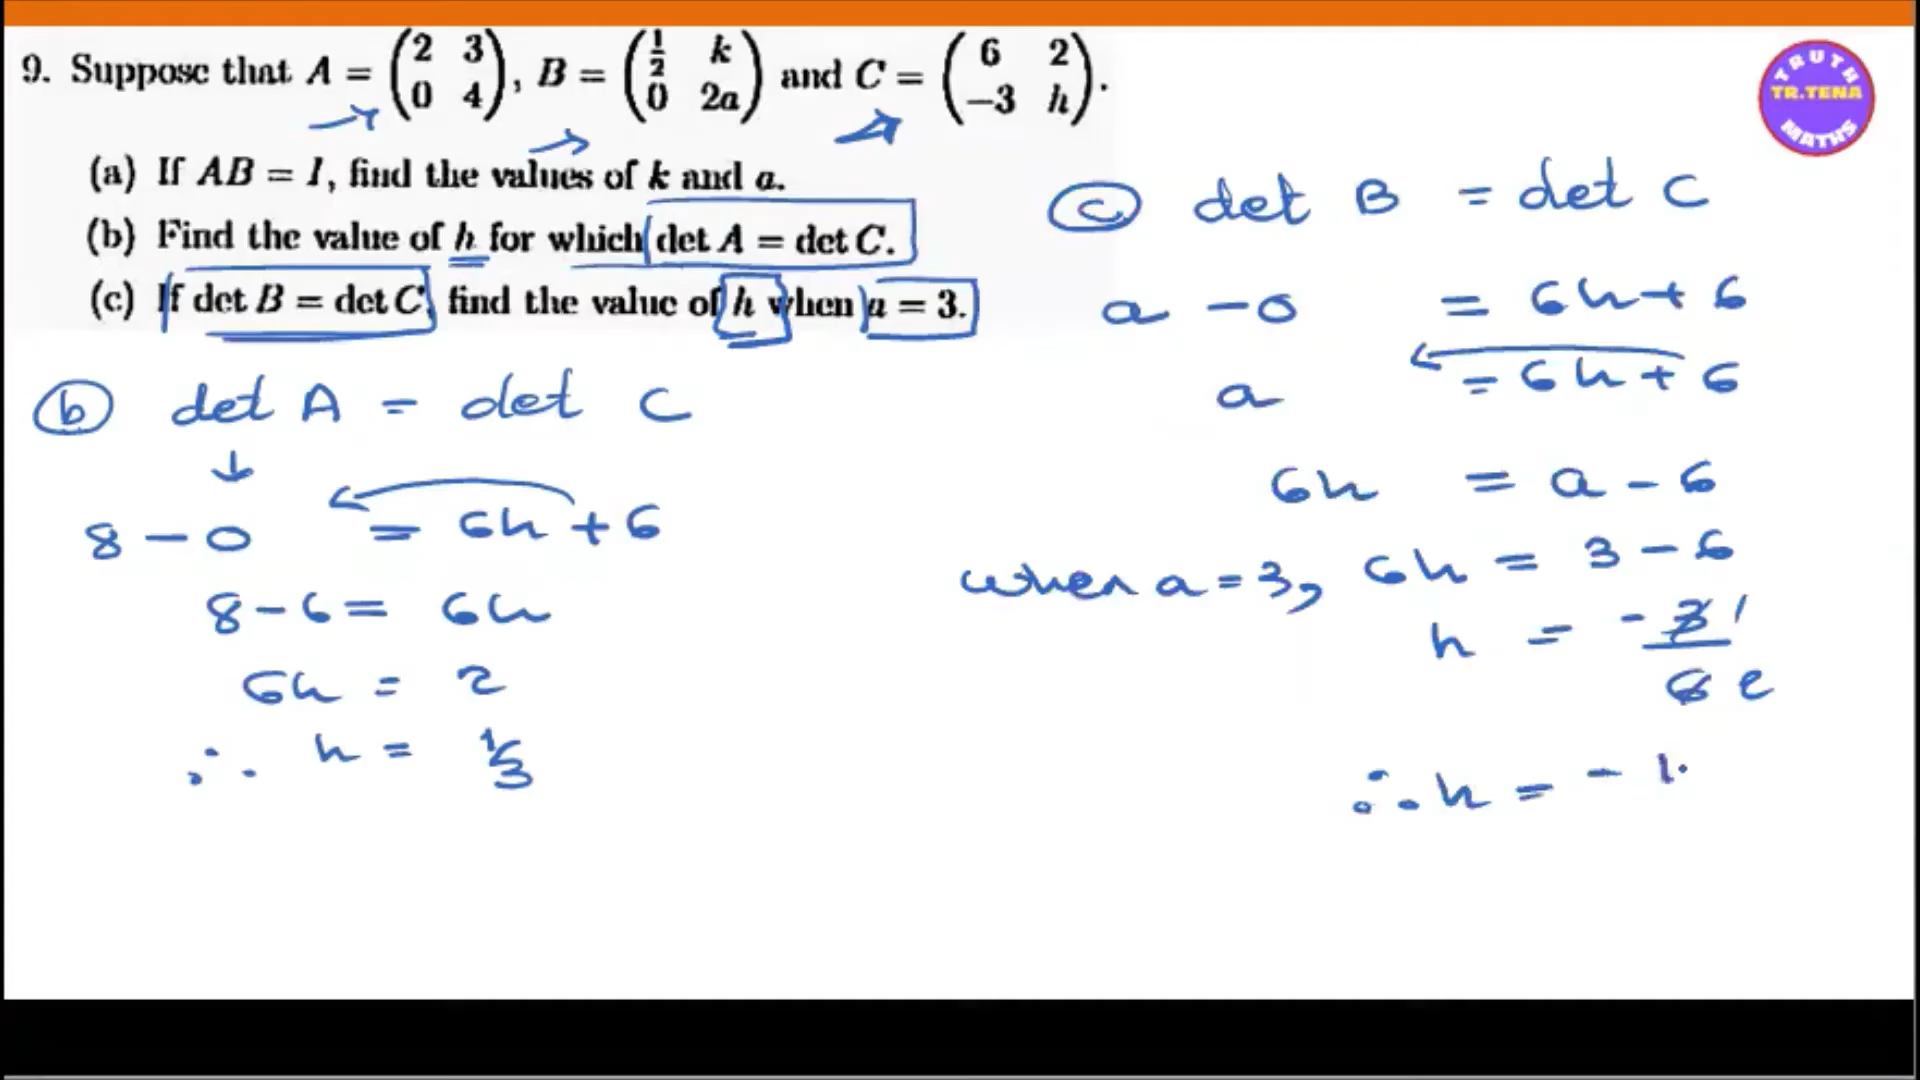 9. Suppose that A = (2 3 0 4), B = (1/2 k 0 2a) and C = (6 2 -3 h).
(a) If AB = I, find the values of k and a.
(b) Find the value of h for which det A = det C.
(c) If det B = det C, find the value of h when a = 3.
TRUTH
TR.TENA
MATHS
(b) det A = det C
8 - 0 = 6h + 6
8 - 6 = 6h
6h = 2
∴ h = 1/3
(c) det B = det C
a - 0 = 6h + 6
a = 6h + 6
6h = a - 6
when a = 3, 6h = 3 - 6
h = - 3 1 / 6 2
∴ h = - 1